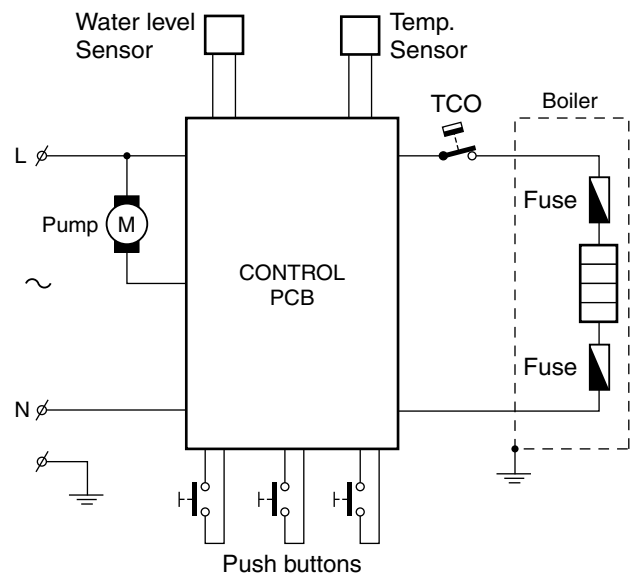 Water level
Sensor
Temp.
Sensor
TCO
Boiler
L
Fuse
Pump
M
CONTROL
PCB
Fuse
N
Push buttons